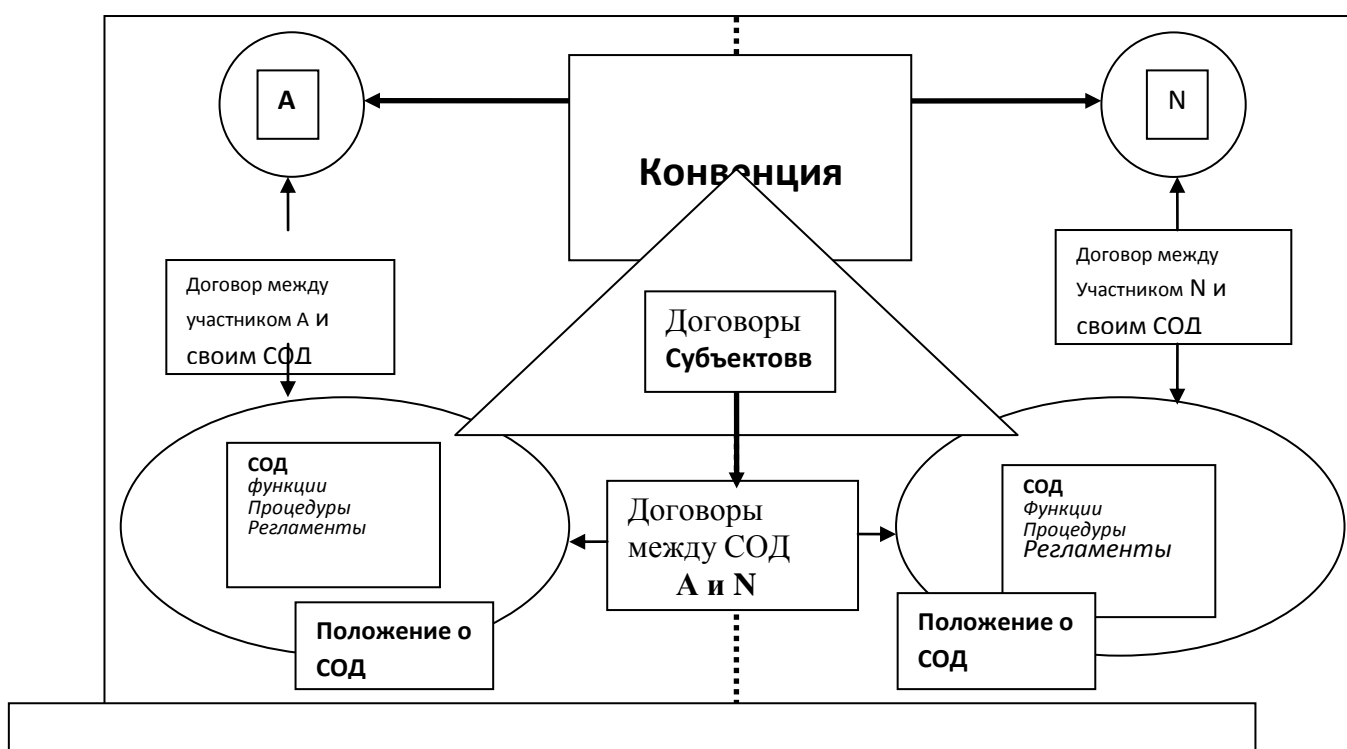 А
N
Конвенция
Договор между
участником А и
своим СОД
Договор между
Участником N и
своим СОД
Договоры
Субъектовв
СОД
функции
Процедуры
Регламенты
СОД
Функции
Процедуры
Регламенты
Договоры
между СОД
А и N
Положение о
СОД
Положение о
СОД